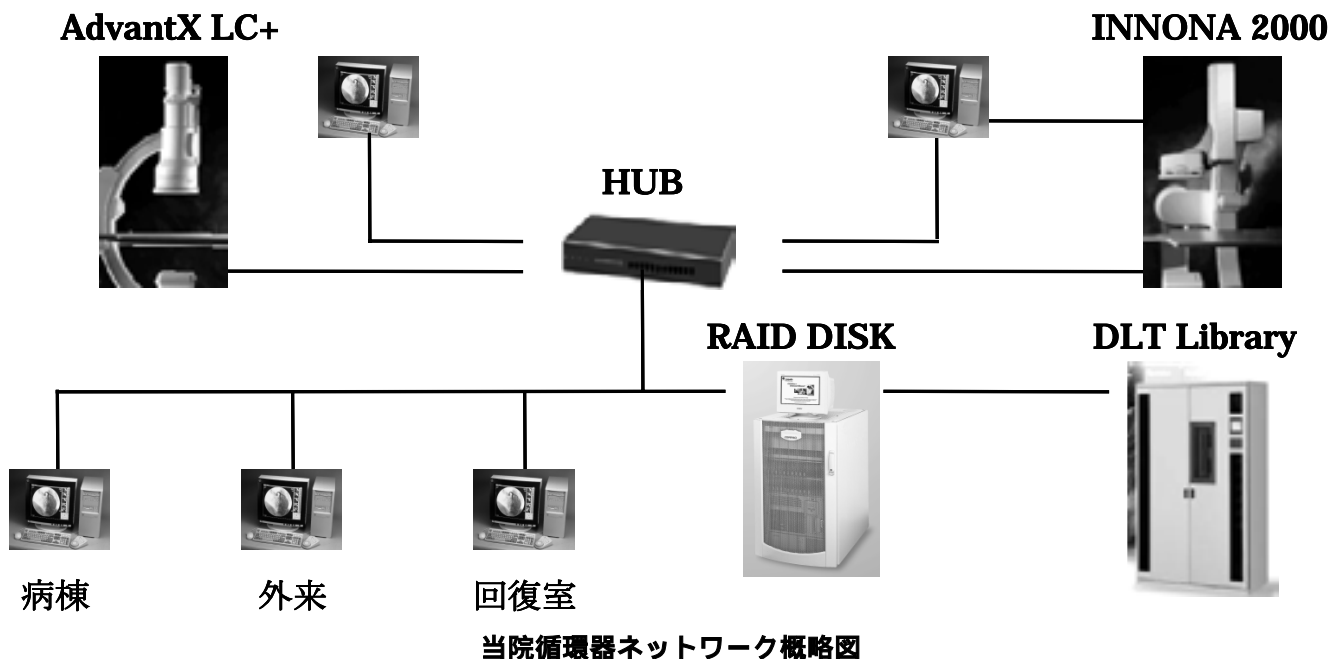 AdvantX LC+
INNONA 2000
HUB
RAID DISK
DLT Library
病棟
外来
回復室
当院循環器ネットワーク概略図